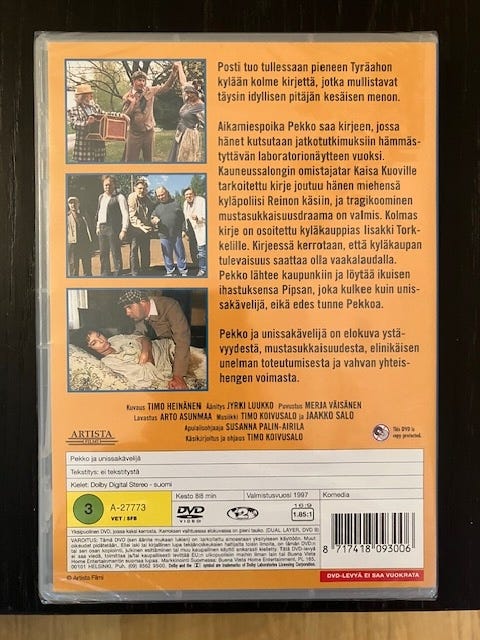 Posti tuo tullessaan pieneen Tyräahon
kylään kolme kirjettä, jotka mullistavat
täysin idyllisen pitäjän kesäisen menon.
Aikamiespoika Pekko saa kirjeen, jossa
hänet kutsutaan jatkotutkimuksiin hämmäs-
tyttävän laboratorionäytteen vuoksi.
Kauneussalongin omistajatar Kaisa Kuoville
tarkoitettu kirje joutuu hänen miehensä
kyläpoliisi Reinon käsiin, ja tragikoominen
mustasukkaisuusdraama on valmis. Kolmas
kirje on osoitettu kyläkauppias Iisakki Tork-
kelille. Kirjeessä kerrotaan, että kyläkaupan
tulevaisuus saattaa olla vaakalaudalla.
Pekko lähtee kaupunkiin ja löytää ikuisen
ihastuksensa Pipsan, joka kulkee kuin unis-
sakävelijä, eikä edes tunne Pekkoa.
Pekko ja unissakävelijä on elokuva ystä-
vyydestä, mustasukkaisuudesta, elinikäisen
unelman toteutumisesta ja vahvan yhteis-
hengen voimasta.
Kuvaus TIMO HEINÄNEN Äänitys JYRKI LUUKKO Puvustus MERJA VÄISÄNEN
Lavastus ARTO ASUNMAA Musiikki TIMO KOIVUSALO ja JAAKKO SALO
Apulaisohjaaja SUSANNA PALIN-AIRILA
Käsikirjoitus ja ohjaus TIMO KOIVUSALO
ARTISTA
FILMI
This DVD is
copy protected.
Pekko ja unissakävelijä
Tekstitys: ei tekstitystä
Kielet: Dolby Digital Stereo - suomi
3
A-27773
VET / SFB
Kesto 88 min
Valmistusvuosi 1997
Komedia
DVD
VIDEO
2
16:9
1.85:1
8 717418 093006
© Artista Filmi
DVD-LEVYÄ EI SAA VUOKRATA